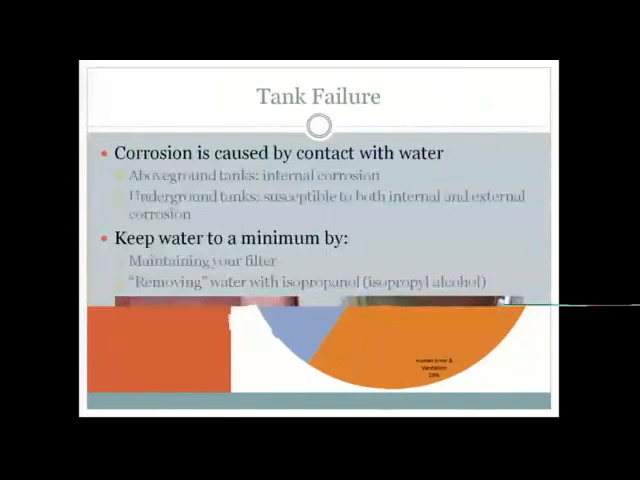 Tank Failure
Corrosion is caused by contact with water
Aboveground tanks: internal corrosion
Underground tanks: susceptible to both internal and external
corrosion
Keep water to a minimum by:
Maintaining your filter
"Removing" water with isopropanol (isopropyl alcohol)
Human Error &
Vandalism